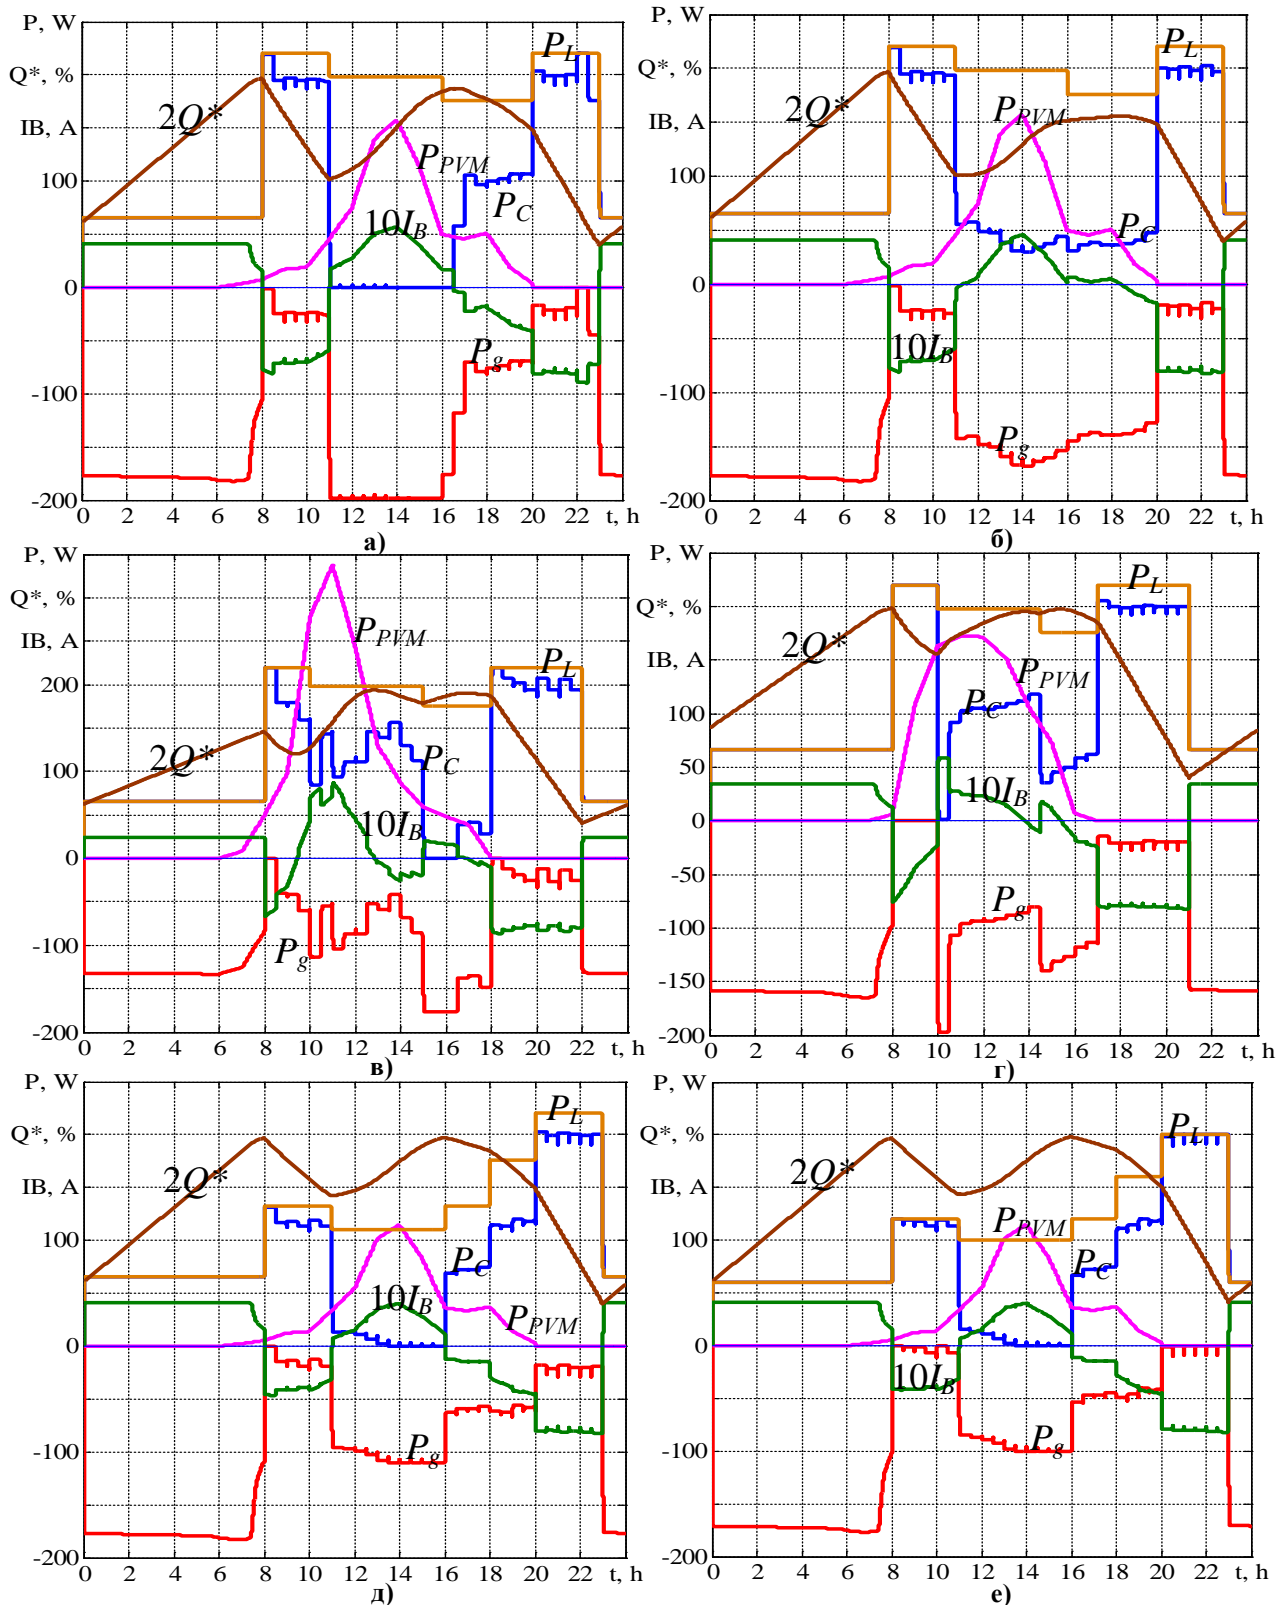 P, W
Q*, %
IB, A
100
0
-100
-200
2Q*
10I_B
P_PVM
P_C
P_g
P_L
0 2 4 6 8 10 12 14 16 18 20 22 t, h
а)
P, W
Q*, %
IB, A
100
0
-100
-200
2Q*
10I_B
P_PVM
P_C
P_g
P_L
0 2 4 6 8 10 12 14 16 18 20 22 t, h
б)
P, W
Q*, %
IB, A
200
100
0
-100
-200
2Q*
P_PVM
P_L
P_C
10I_B
P_g
0 2 4 6 8 10 12 14 16 18 20 22 t, h
в)
P, W
Q*, %
IB, A
100
50
0
-50
-100
-150
-200
2Q*
P_L
P_PVM
P_C
10I_B
P_g
0 2 4 6 8 10 12 14 16 18 20 22 t, h
г)
P, W
Q*, %
IB, A
100
0
-100
-200
2Q*
P_L
P_C
10I_B
P_PVM
P_g
0 2 4 6 8 10 12 14 16 18 20 22 t, h
д)
P, W
Q*, %
IB, A
100
0
-100
-200
2Q*
P_L
P_PVM
P_C
10I_B
P_g
0 2 4 6 8 10 12 14 16 18 20 22 t, h
е)